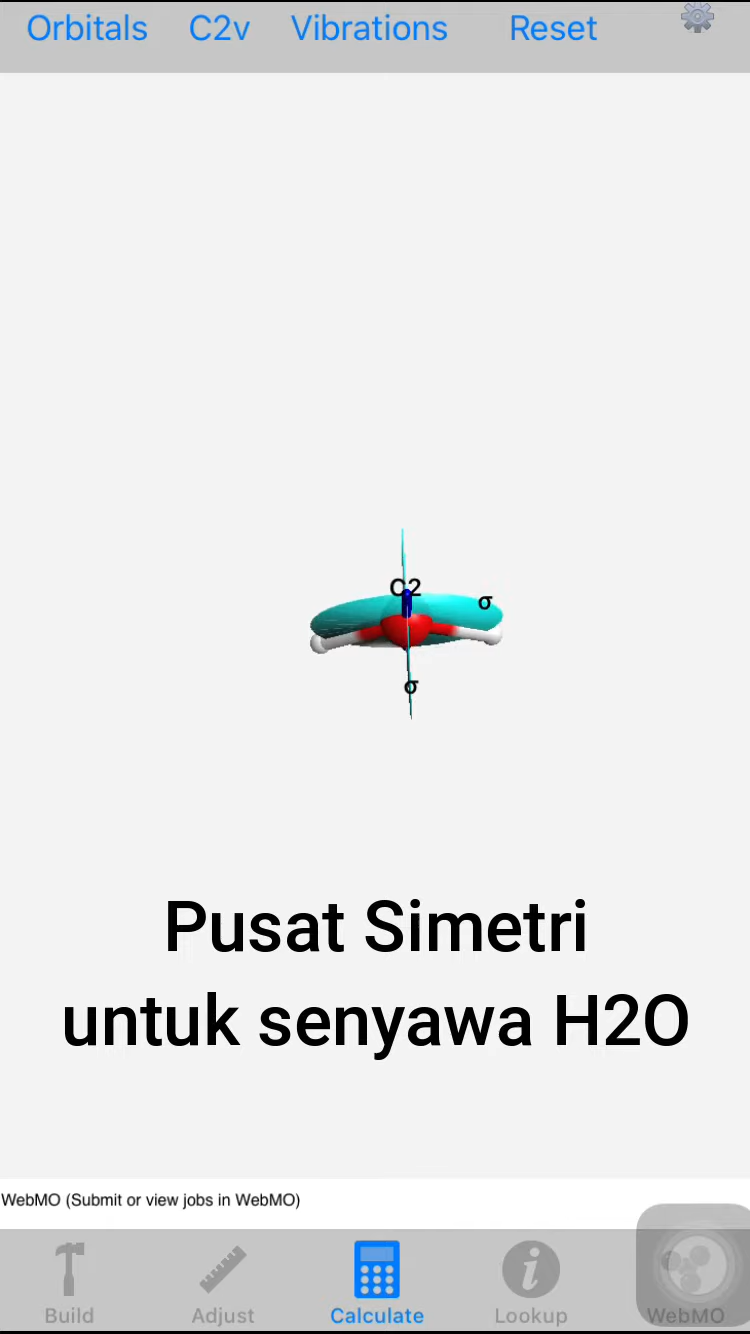 Orbitals C2v Vibrations Reset
C2
σ
σ
Pusat Simetri
untuk senyawa H2O
WebMO (Submit or view jobs in WebMO)
Build Adjust Calculate Lookup WebMO